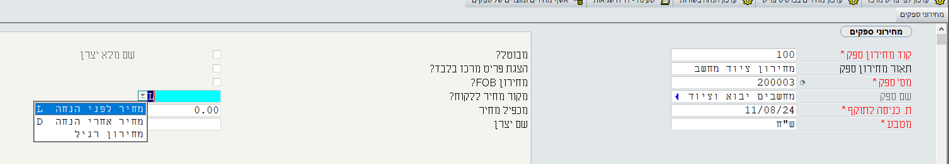 מחירוני ספקים
מחירוני ספקים
קוד מחירון ספק * 100
תאור מחירון ספק מחירון ציוד מחשב
מס' ספק * 200003
שם ספק מחשבים יבוא וציוד
ת. כניסה לתוקף * 11/08/24
מטבע * ש"ח
מבוטל?
הצגת פריט מרכז בלבד?
מחירון FOB?
מקור מחיר ללקוח?
מכפיל מחיר 0.00
שם יצרן
שם מלא יצרן
מחיר לפני הנחה L
מחיר אחרי הנחה D
מחירון רגיל